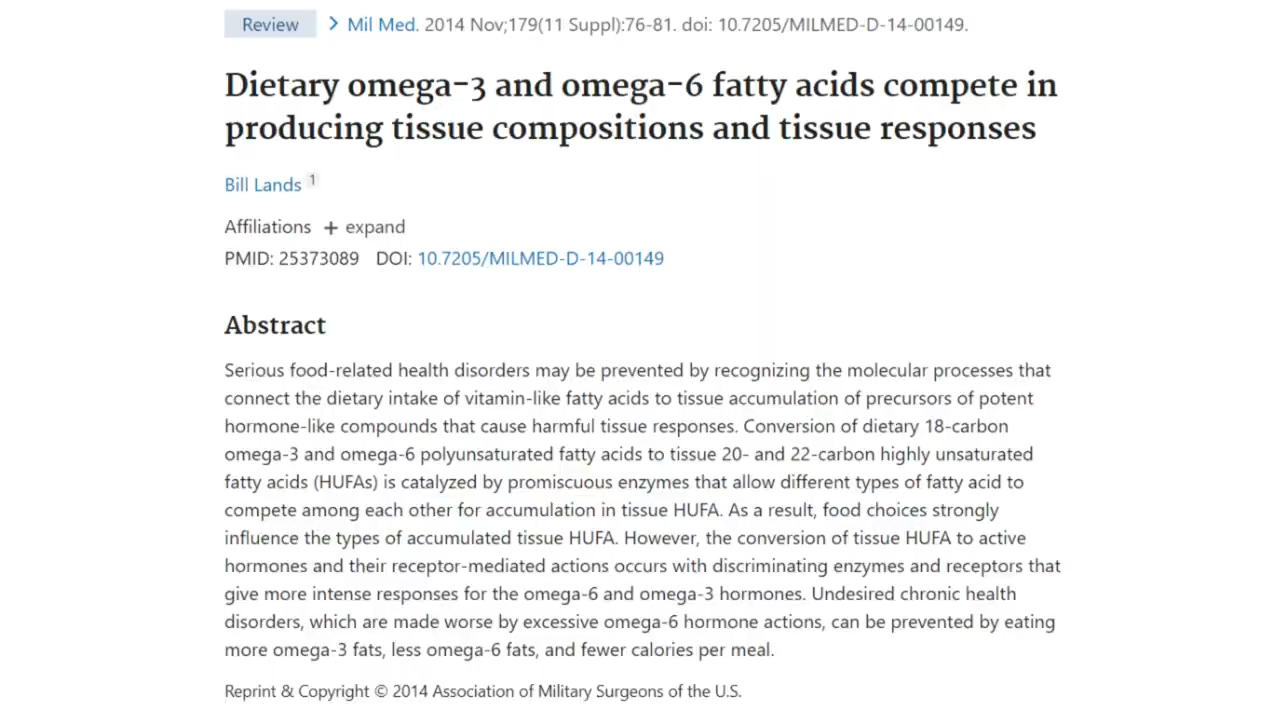 Review > Mil Med. 2014 Nov;179(11 Suppl):76-81. doi: 10.7205/MILMED-D-14-00149.
Dietary omega-3 and omega-6 fatty acids compete in
producing tissue compositions and tissue responses
Bill Lands 1
Affiliations + expand
PMID: 25373089 DOI: 10.7205/MILMED-D-14-00149
Abstract
Serious food-related health disorders may be prevented by recognizing the molecular processes that
connect the dietary intake of vitamin-like fatty acids to tissue accumulation of precursors of potent
hormone-like compounds that cause harmful tissue responses. Conversion of dietary 18-carbon
omega-3 and omega-6 polyunsaturated fatty acids to tissue 20- and 22-carbon highly unsaturated
fatty acids (HUFAs) is catalyzed by promiscuous enzymes that allow different types of fatty acid to
compete among each other for accumulation in tissue HUFA. As a result, food choices strongly
influence the types of accumulated tissue HUFA. However, the conversion of tissue HUFA to active
hormones and their receptor-mediated actions occurs with discriminating enzymes and receptors that
give more intense responses for the omega-6 and omega-3 hormones. Undesired chronic health
disorders, which are made worse by excessive omega-6 hormone actions, can be prevented by eating
more omega-3 fats, less omega-6 fats, and fewer calories per meal.
Reprint & Copyright © 2014 Association of Military Surgeons of the U.S.